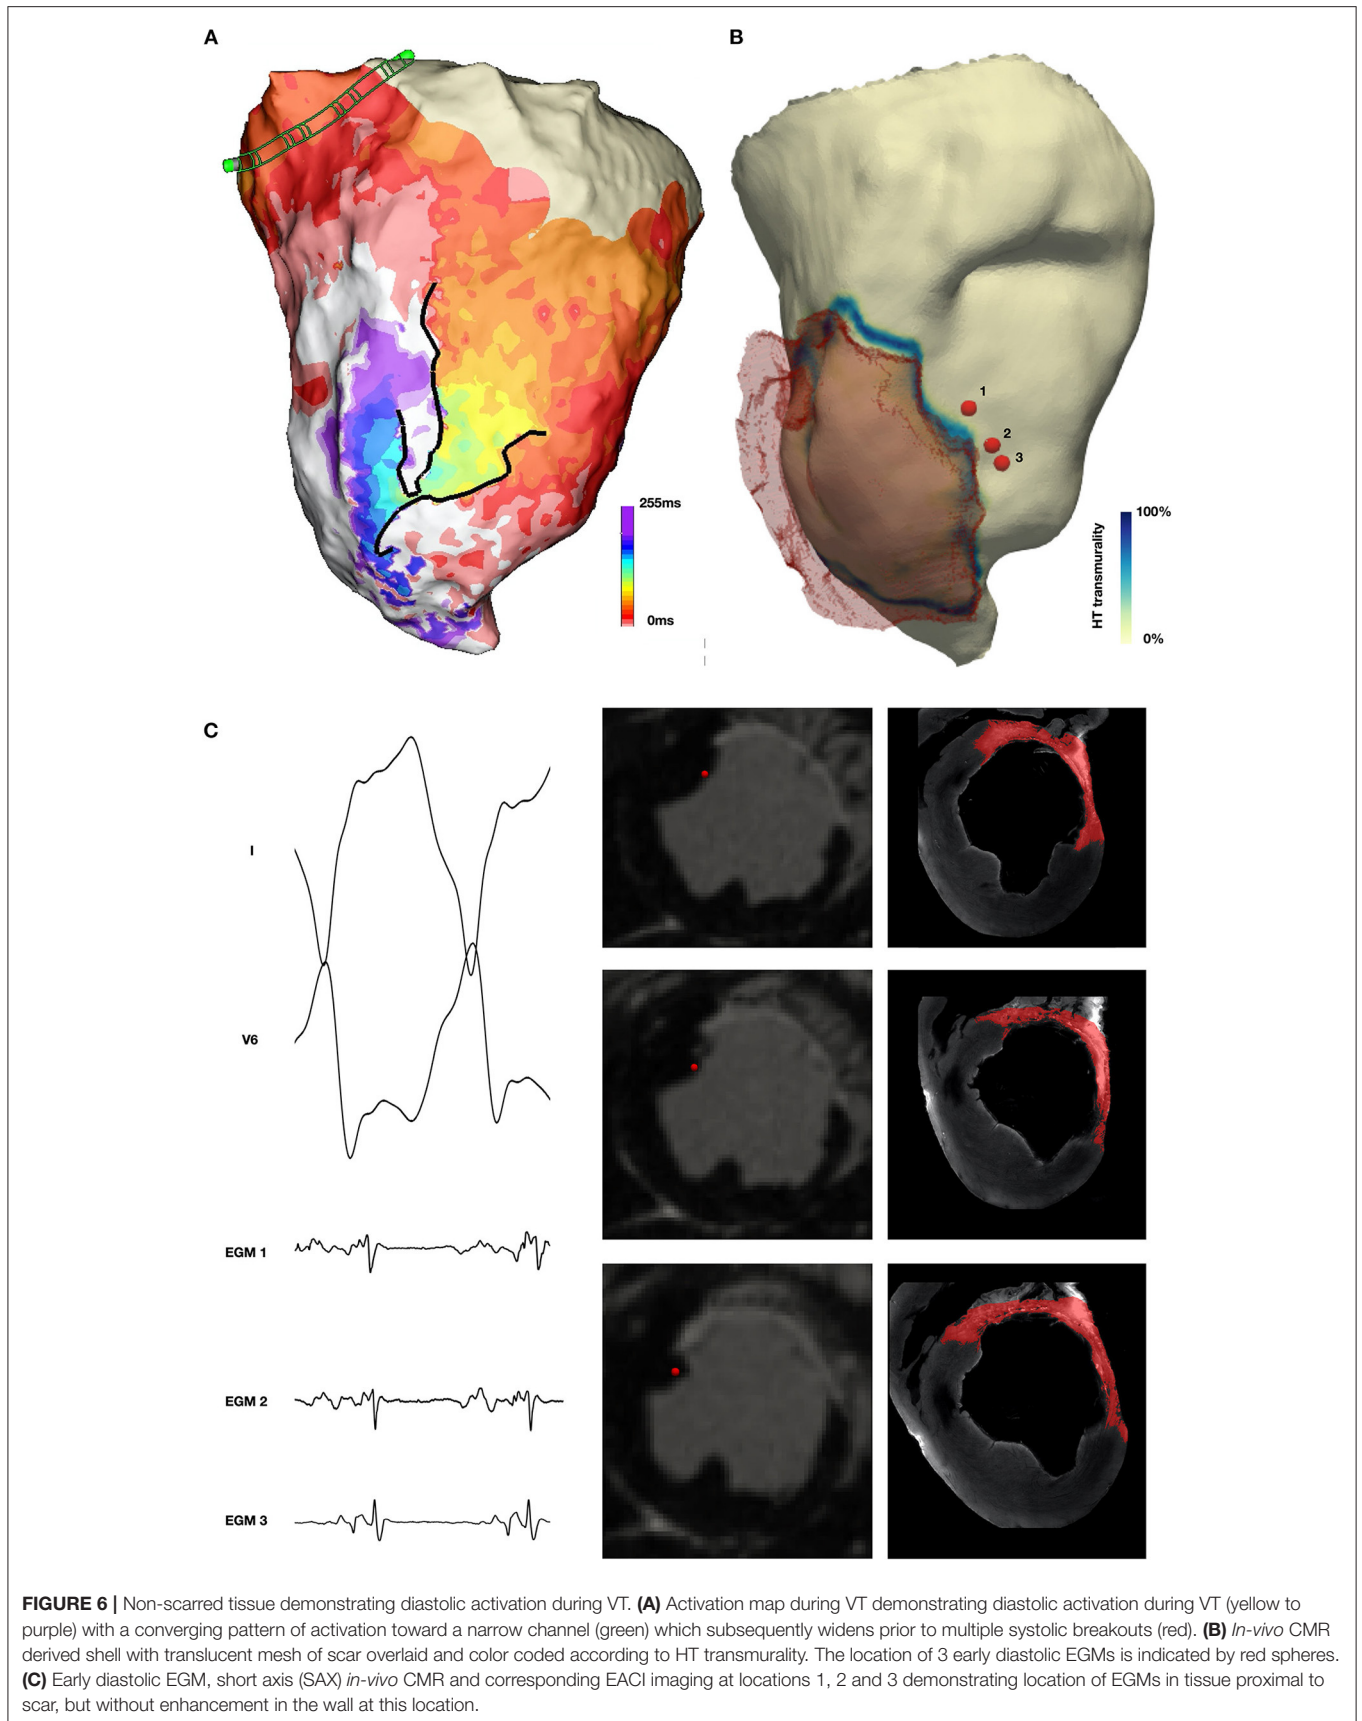 A
B
255ms
0ms
1
2
3
HT transmurality
100%
0%
C
I
V6
EGM 1
EGM 2
EGM 3
FIGURE 6 | Non-scarred tissue demonstrating diastolic activation during VT. (A) Activation map during VT demonstrating diastolic activation during VT (yellow to
purple) with a converging pattern of activation toward a narrow channel (green) which subsequently widens prior to multiple systolic breakouts (red). (B) In-vivo CMR
derived shell with translucent mesh of scar overlaid and color coded according to HT transmurality. The location of 3 early diastolic EGMs is indicated by red spheres.
(C) Early diastolic EGM, short axis (SAX) in-vivo CMR and corresponding EACI imaging at locations 1, 2 and 3 demonstrating location of EGMs in tissue proximal to
scar, but without enhancement in the wall at this location.